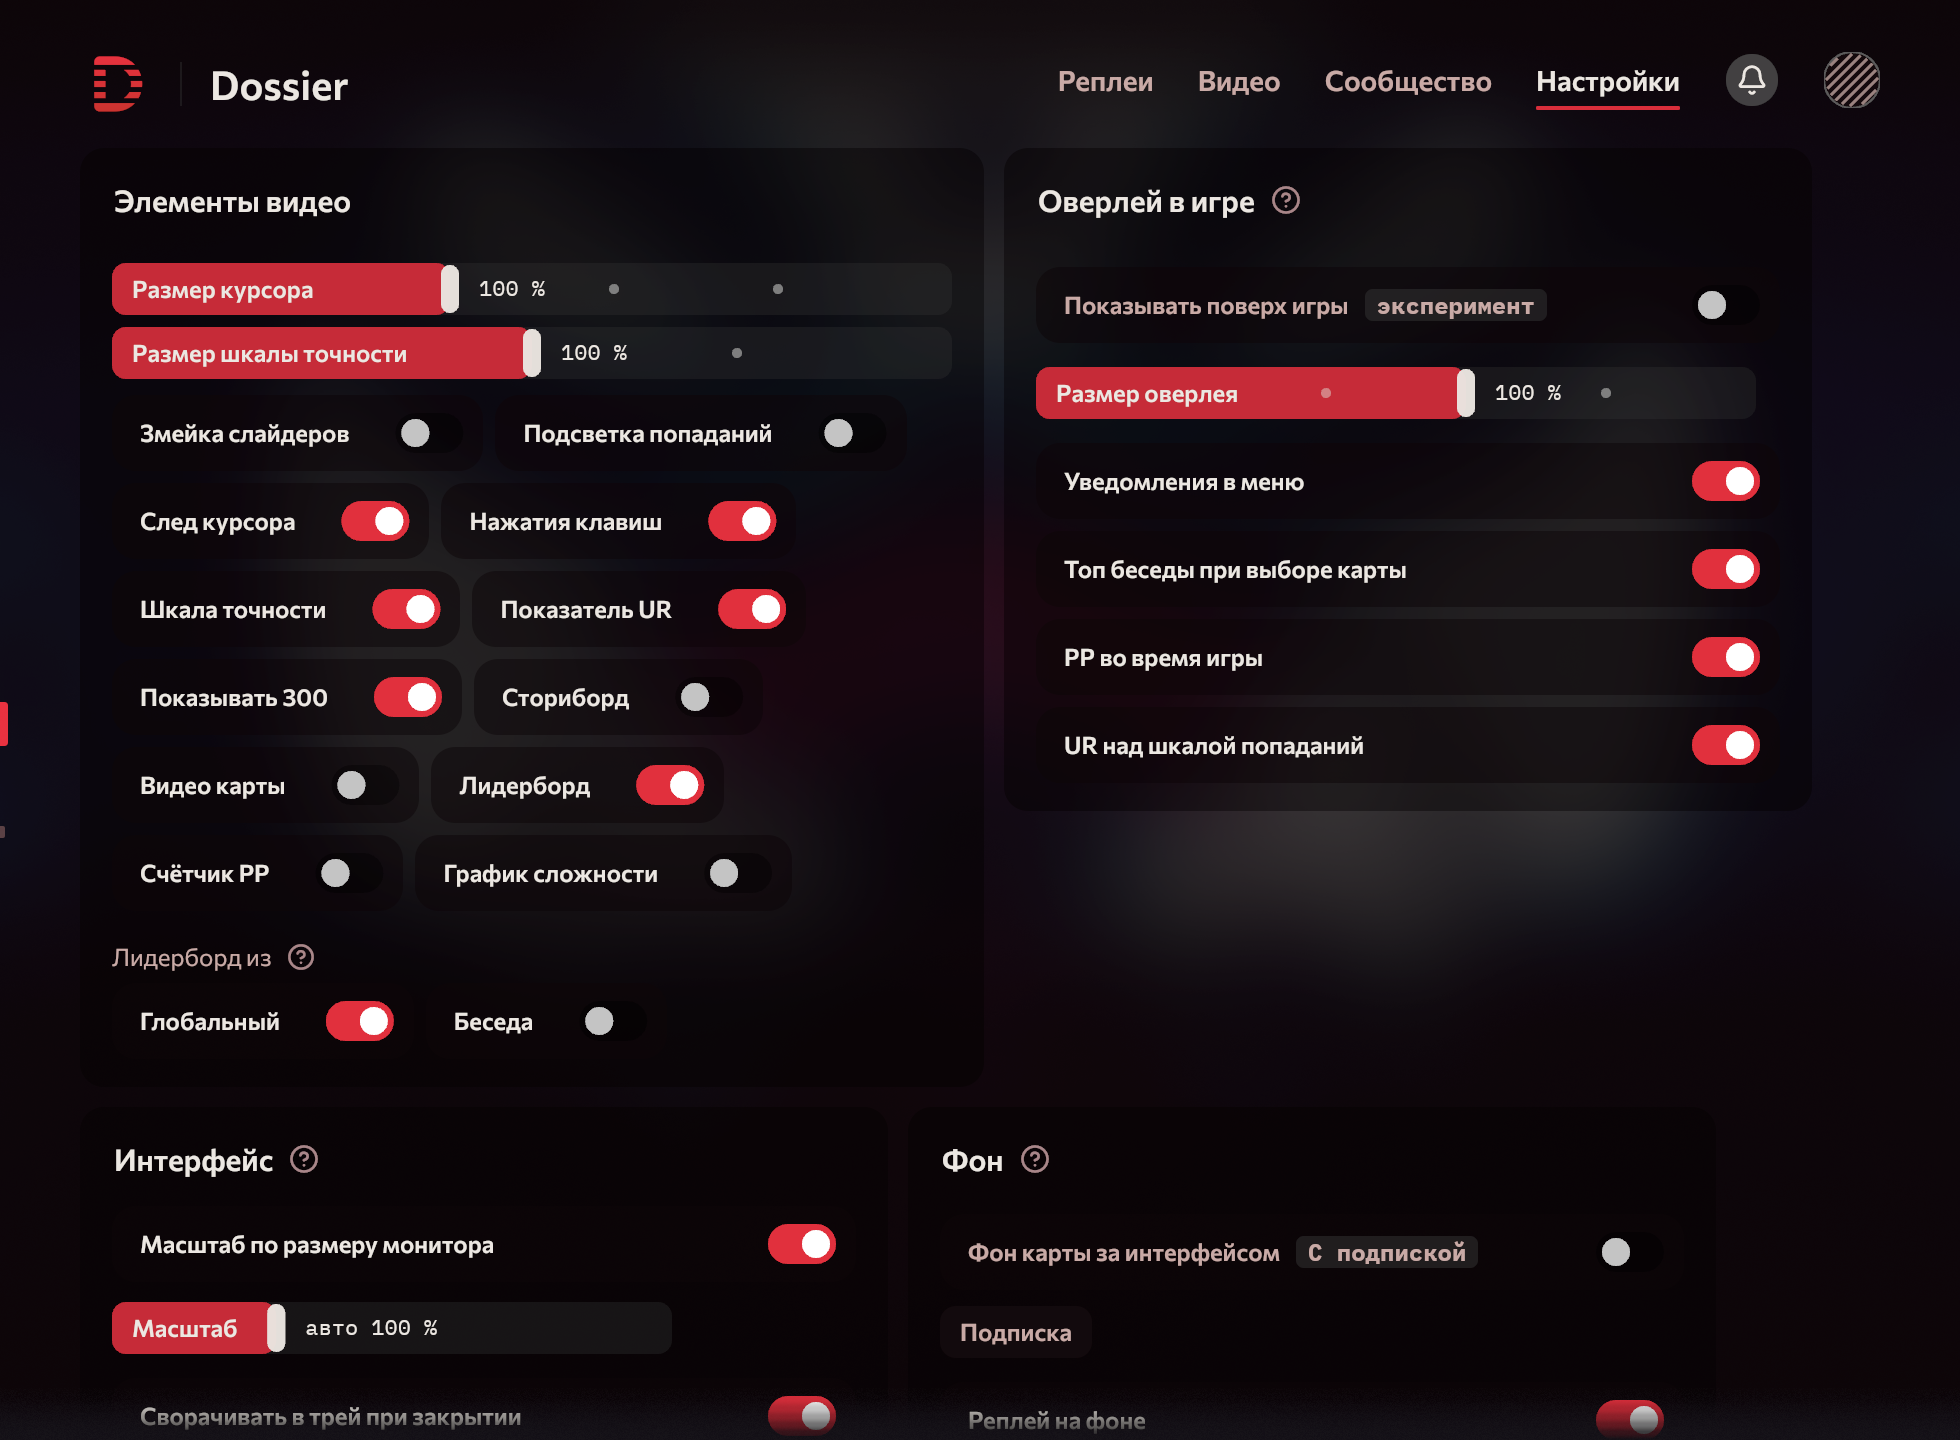 Dossier
Реплеи
Видео
Сообщество
Настройки
Элементы видео
Размер курсора
100 %
Размер шкалы точности
100 %
Змейка слайдеров
Подсветка попаданий
След курсора
Нажатия клавиш
Шкала точности
Показатель UR
Показывать 300
Сториборд
Видео карты
Лидерборд
Счётчик PP
График сложности
Лидерборд из
Глобальный
Беседа
Оверлей в игре
Показывать поверх игры
эксперимент
Размер оверлея
100 %
Уведомления в меню
Топ беседы при выборе карты
PP во время игры
UR над шкалой попаданий
Интерфейс
Масштаб по размеру монитора
Масштаб
авто 100 %
Сворачивать в трей при закрытии
Фон
Фон карты за интерфейсом
С подпиской
Подписка
Реплей на фоне